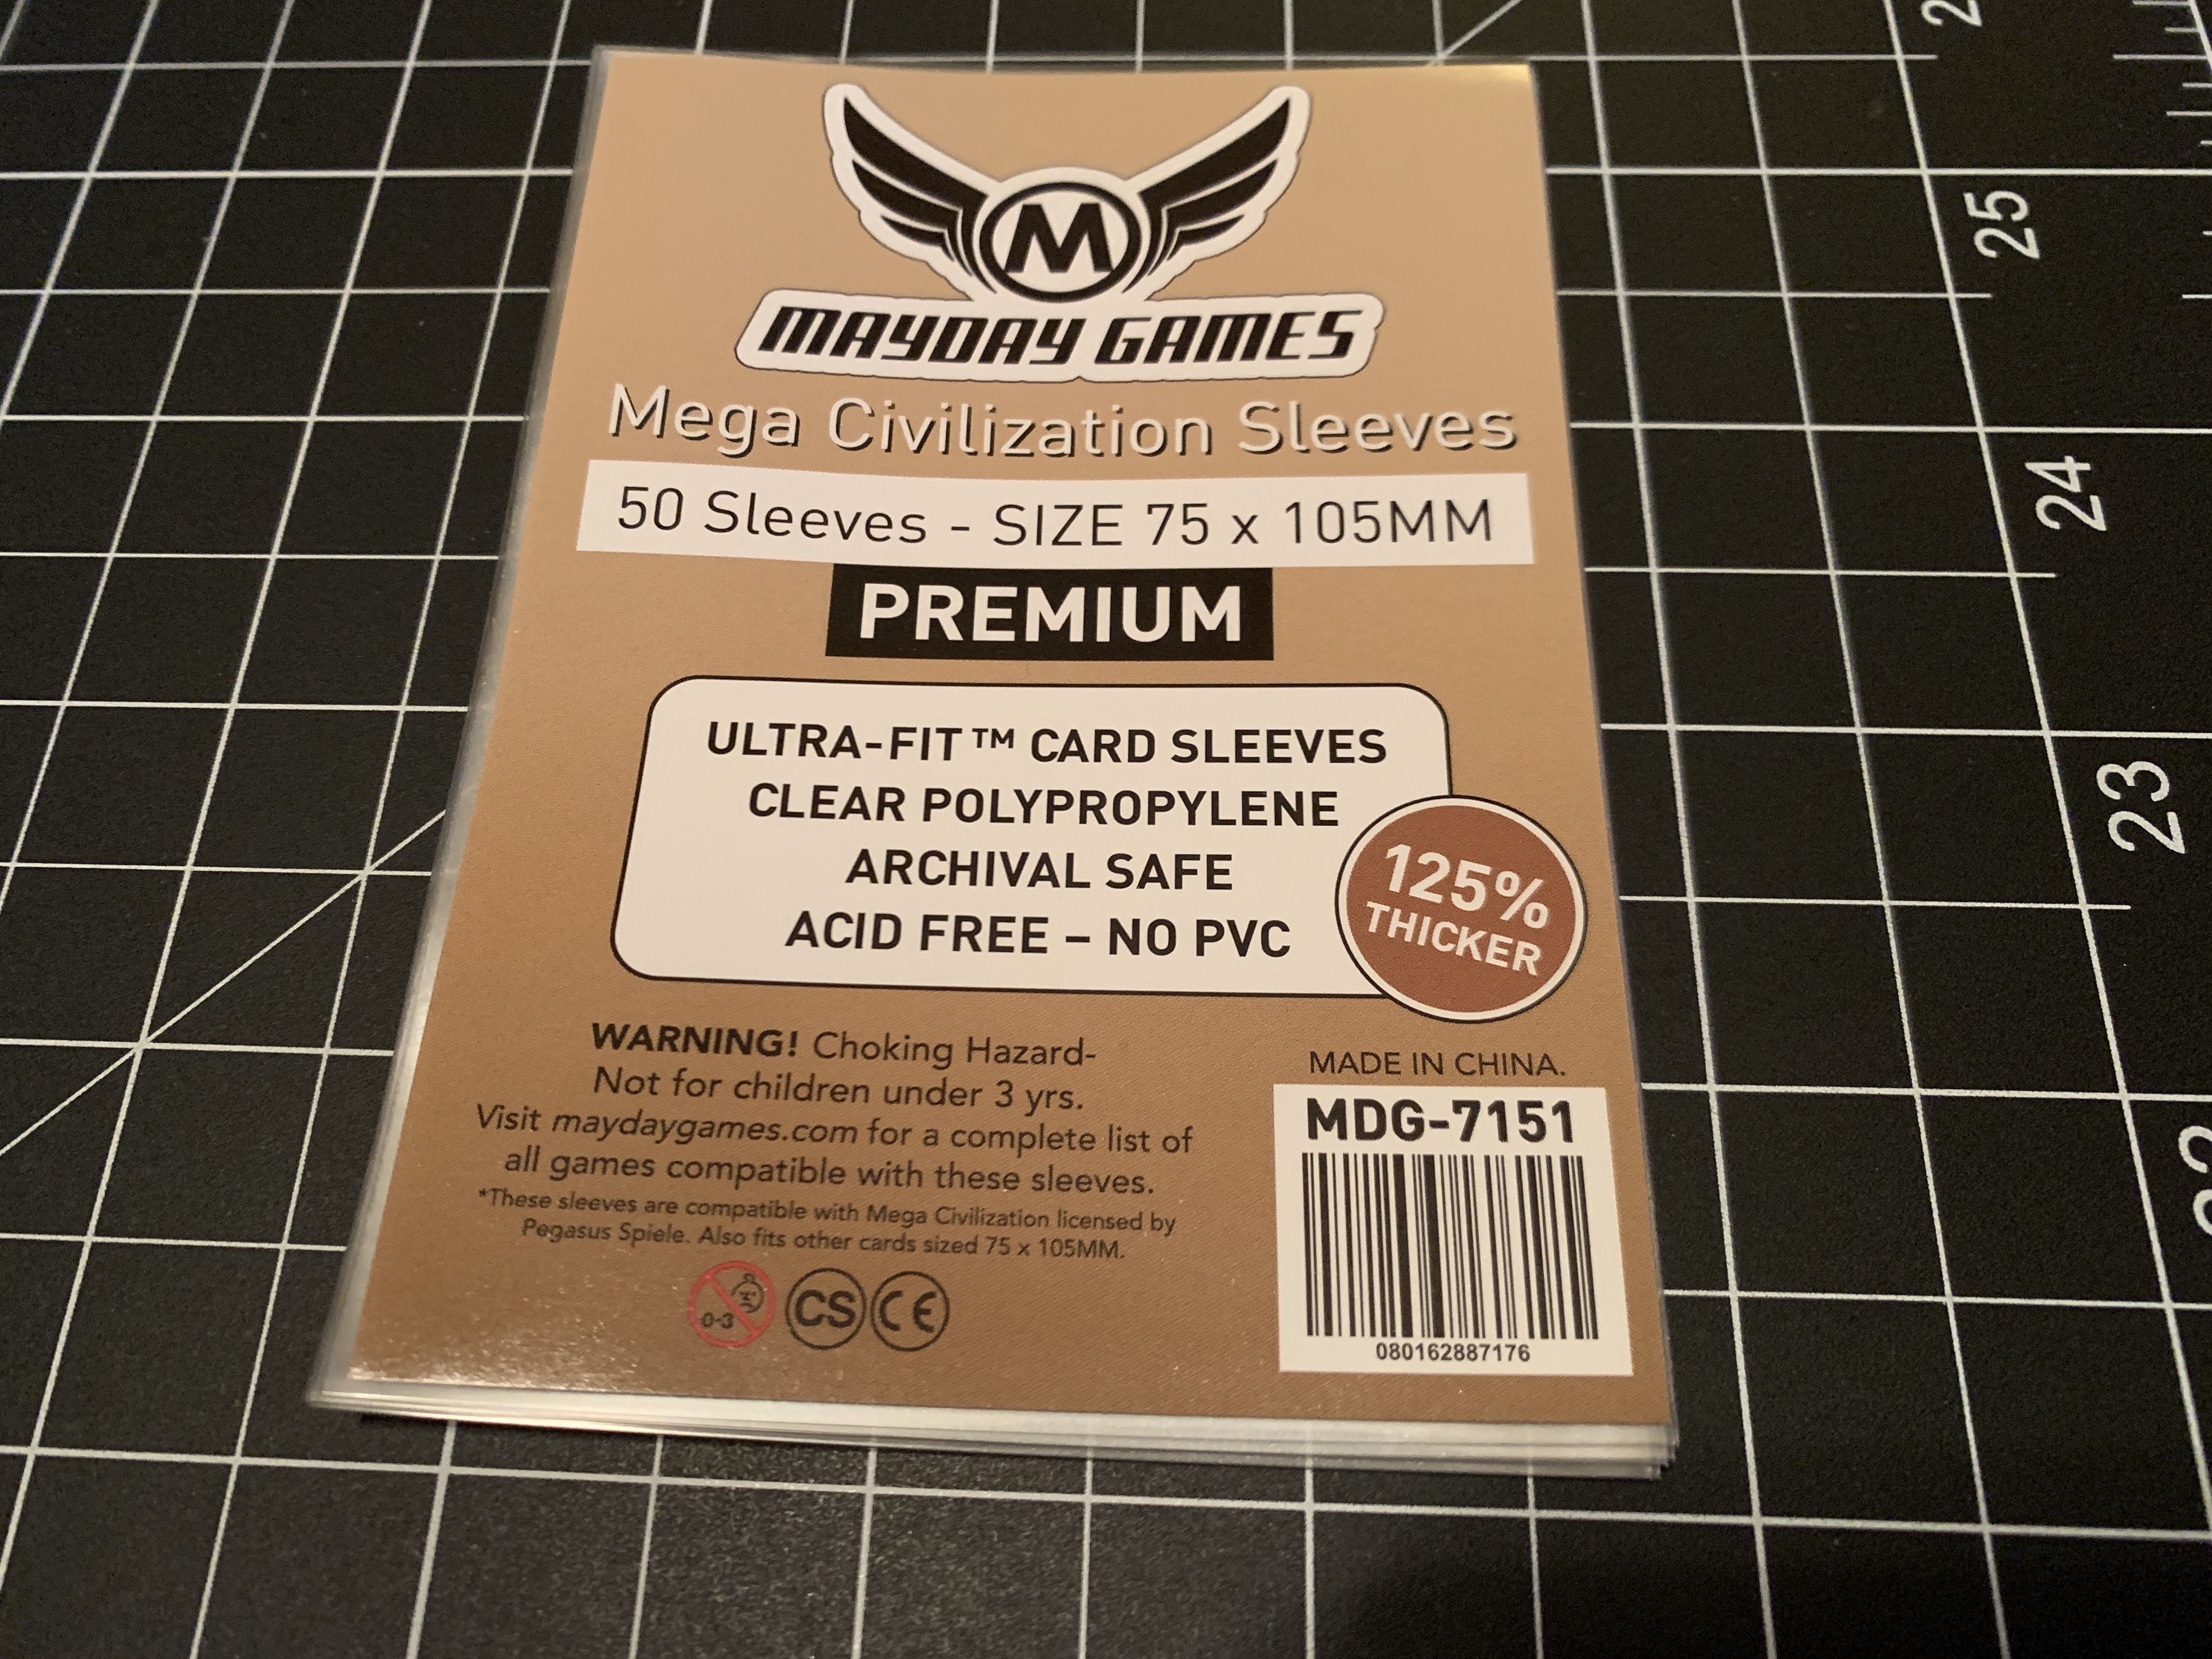 M
MAYDAY GAMES
Mega Civilization Sleeves
50 Sleeves - SIZE 75 x 105MM
PREMIUM
ULTRA-FIT™ CARD SLEEVES
CLEAR POLYPROPYLENE
ARCHIVAL SAFE
ACID FREE – NO PVC
125%
THICKER
WARNING! Choking Hazard-
Not for children under 3 yrs.
Visit maydaygames.com for a complete list of
all games compatible with these sleeves.
*These sleeves are compatible with Mega Civilization licensed by
Pegasus Spiele. Also fits other cards sized 75 x 105MM.
0-3
CS
CE
MADE IN CHINA.
MDG-7151
080162887176
25
24
23